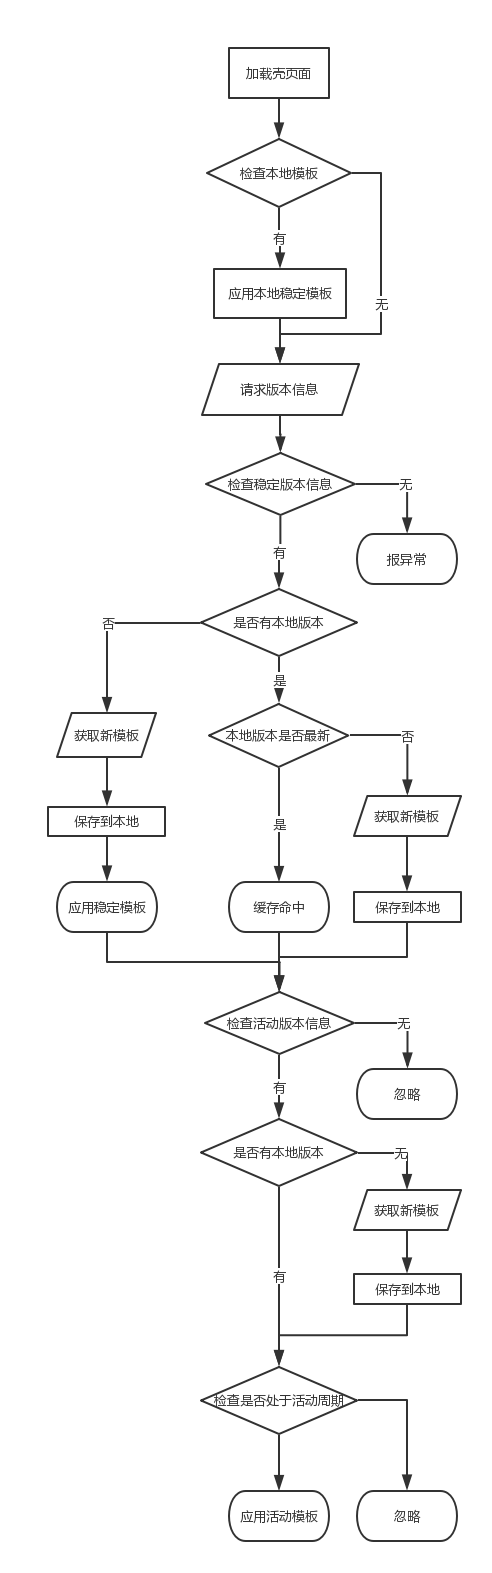 加载壳页面
检查本地模板
有
应用本地稳定模板
无
请求版本信息
检查稳定版本信息
无
有
报异常
是否有本地版本
否
是
获取新模板
本地版本是否最新
否
保存到本地
是
获取新模板
应用稳定模板
缓存命中
保存到本地
检查活动版本信息
无
有
忽略
是否有本地版本
无
获取新模板
有
保存到本地
检查是否处于活动周期
应用活动模板
忽略